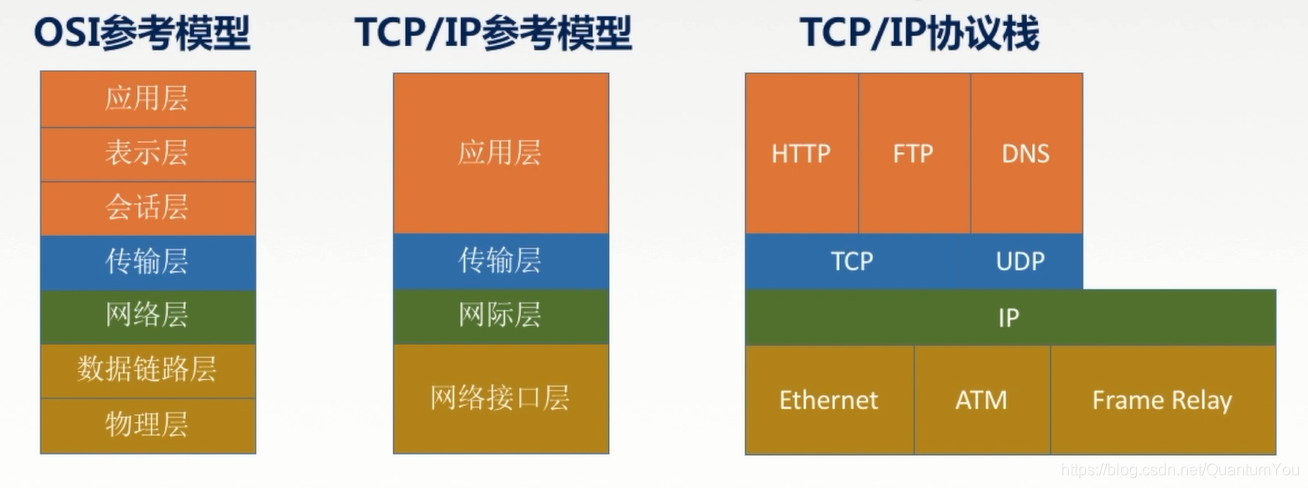 OSI参考模型
应用层
表示层
会话层
传输层
网络层
数据链路层
物理层
TCP/IP参考模型
应用层
传输层
网际层
网络接口层
TCP/IP协议栈
HTTP FTP DNS
TCP UDP
IP
Ethernet ATM Frame Relay
https://blog.csdn.net/QuantumYou